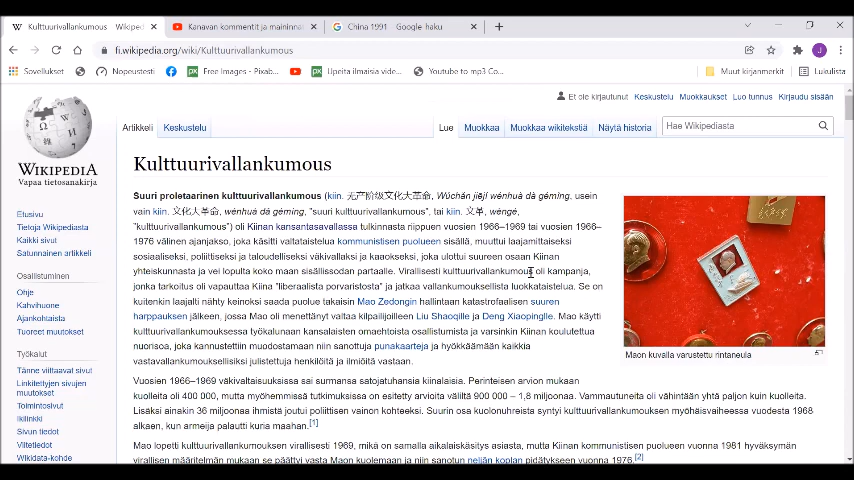 Kulttuurivallankumous – Wikiped
Kanavan kommentit ja maininnat
China 1991 - Google-haku
fi.wikipedia.org/wiki/Kulttuurivallankumous
Sovellukset
Nopeustesti
Free Images - Pixab...
Upeita ilmaisia vide...
Youtube to mp3 Co...
Muut kirjanmerkit
Lukulista
Et ole kirjautunut Keskustelu Muokkaukset Luo tunnus Kirjaudu sisään
Artikkeli Keskustelu
Lue Muokkaa Muokkaa wikitekstiä Näytä historia
Hae Wikipediasta
WIKIPEDIA
Vapaa tietosanakirja
Etusivu
Tietoja Wikipediasta
Kaikki sivut
Satunnainen artikkeli
Osallistuminen
Ohje
Kahvihuone
Ajankohtaista
Tuoreet muutokset
Työkalut
Tänne viittaavat sivut
Linkitettyjen sivujen
muutokset
Toimintosivut
Ikilinkki
Sivun tiedot
Viitetiedot
Wikidata-kohde
Kulttuurivallankumous
Suuri proletaarinen kulttuurivallankumous (kiin. 无产阶级文化大革命, Wúchǎn jiējí wénhuà dà gémìng, usein
vain kiin. 文化大革命, wénhuà dà gémìng, "suuri kulttuurivallankumous", tai kiin. 文革, wéngé,
"kulttuurivallankumous") oli Kiinan kansantasavallassa tulkinnasta riippuen vuosien 1966–1969 tai vuosien 1966–
1976 välinen ajanjakso, joka käsitti valtataistelua kommunistisen puolueen sisällä, muuttui laajamittaiseksi
sosiaaliseksi, poliittiseksi ja taloudelliseksi väkivallaksi ja kaaokseksi, joka ulottui suureen osaan Kiinan
yhteiskunnasta ja vei lopulta koko maan sisällissodan partaalle. Virallisesti kulttuurivallankumous oli kampanja,
jonka tarkoitus oli vapauttaa Kiina "liberaalista porvaristosta" ja jatkaa vallankumouksellista luokkataistelua. Se on
kuitenkin laajalti nähty keinoksi saada puolue takaisin Mao Zedongin hallintaan katastrofaalisen suuren
harppauksen jälkeen, jossa Mao oli menettänyt valtaa kilpailijoilleen Liu Shaoqille ja Deng Xiaopingille. Mao käytti
kulttuurivallankumouksessa työkalunaan kansalaisten omaehtoista osallistumista ja varsinkin Kiinan koulutettua
nuorisoa, joka kannustettiin muodostamaan niin sanottuja punakaarteja ja hyökkäämään kaikkia
vastavallankumouksellisiksi julistettuja henkilöitä ja ilmiöitä vastaan.
Maon kuvalla varustettu rintaneula
Vuosien 1966–1969 väkivaltaisuuksissa sai surmansa satojatuhansia kiinalaisia. Perinteisen arvion mukaan
kuolleita oli 400 000, mutta myöhemmissä tutkimuksissa on esitetty arvioita väliltä 900 000 – 1,8 miljoonaa. Vammautuneita oli vähintään yhtä paljon kuin kuolleita.
Lisäksi ainakin 36 miljoonaa ihmistä joutui poliittisen vainon kohteeksi. Suurin osa kuolonuhreista syntyi kulttuurivallankumouksen myöhäisvaiheessa vuodesta 1968
alkaen, kun armeija palautti kuria maahan.[1]
Mao lopetti kulttuurivallankumouksen virallisesti 1969, mikä on samalla aikalaiskäsitys asiasta, mutta Kiinan kommunistisen puolueen vuonna 1981 hyväksymän
virallisen määritelmän mukaan se päättyi vasta Maon kuolemaan ja niin sanotun neljän koplan pidätykseen vuonna 1976.[2]